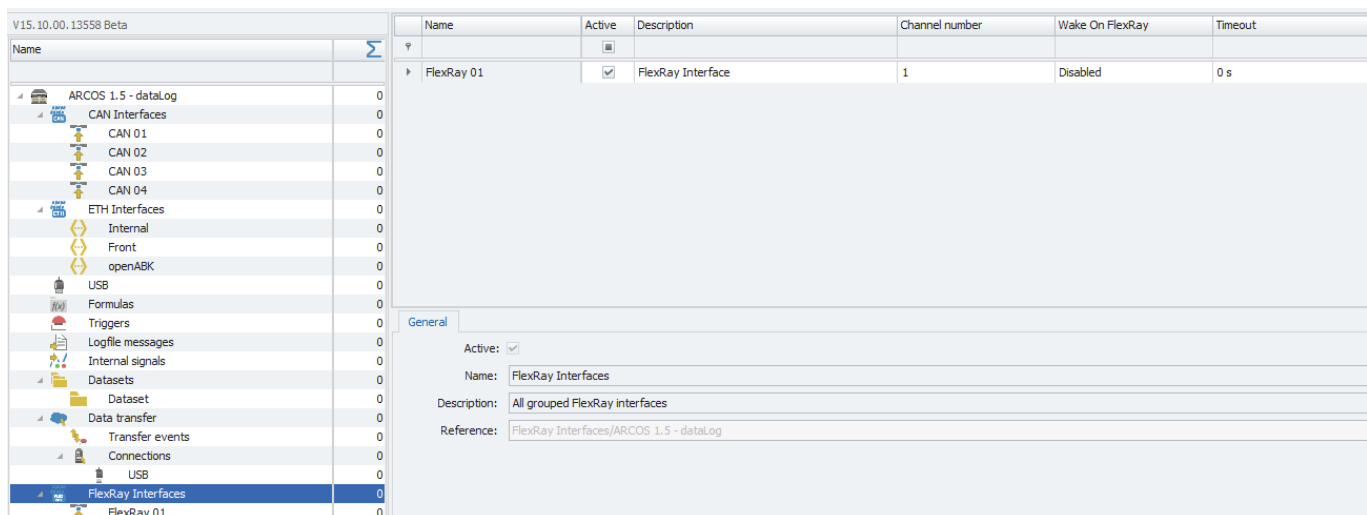 V15.10.00.13558 Beta
Name Σ
ARCOS 1.5 - dataLog 0
CAN Interfaces 0
CAN 01 0
CAN 02 0
CAN 03 0
CAN 04 0
ETH Interfaces 0
Internal 0
Front 0
openABK 0
USB 0
f(x) Formulas 0
Triggers 0
Logfile messages 0
Internal signals 0
Datasets 0
Dataset 0
Data transfer 0
Transfer events 0
Connections 0
USB 0
FlexRay Interfaces 0
FlexRay 01 0
Name Active Description Channel number Wake On FlexRay Timeout
FlexRay 01 FlexRay Interface 1 Disabled 0 s
General
Active:
Name: FlexRay Interfaces
Description: All grouped FlexRay interfaces
Reference: FlexRay Interfaces/ARCOS 1.5 - dataLog